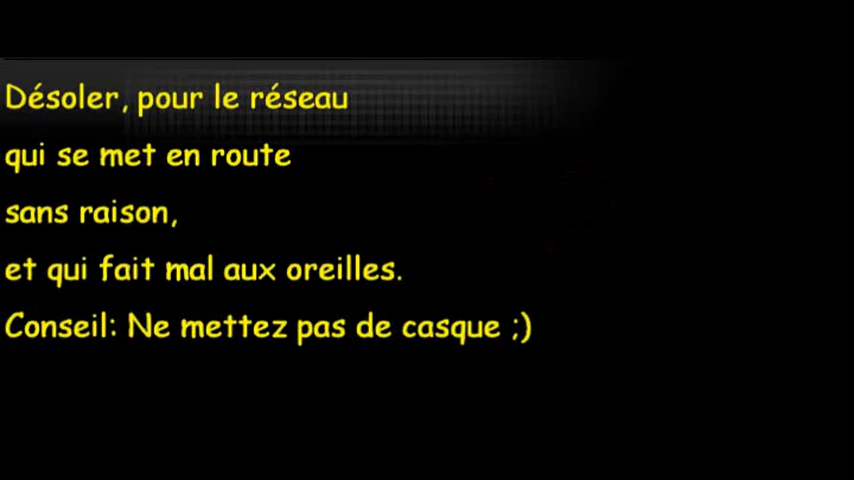 Désoler, pour le réseau
qui se met en route
sans raison,
et qui fait mal aux oreilles.
Conseil: Ne mettez pas de casque ;)